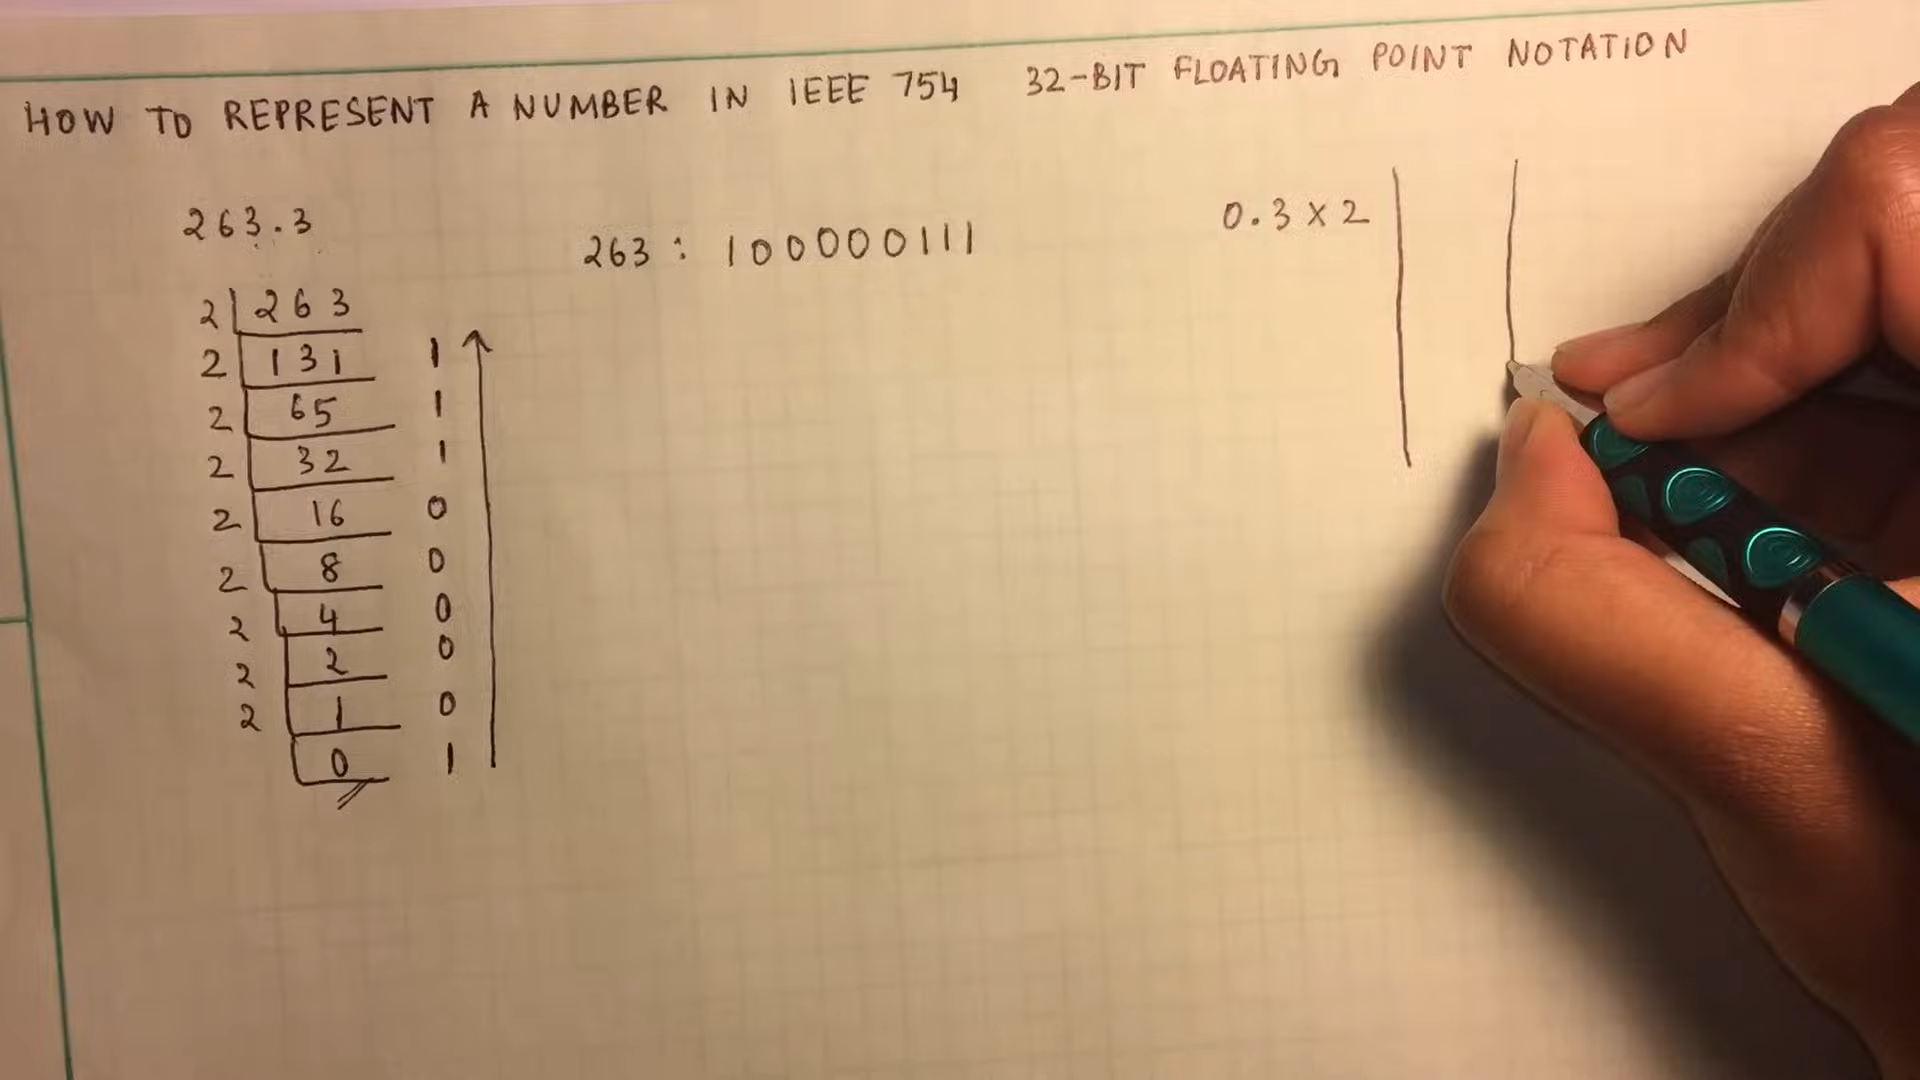 HOW TO REPRESENT A NUMBER IN IEEE 754 32-BIT FLOATING POINT NOTATION
263.3
263 : 100000111
0.3 x 2
2 263
2 131 1
2 65 1
2 32 1
2 16 0
2 8 0
2 4 0
2 2 0
2 1 0
0 1